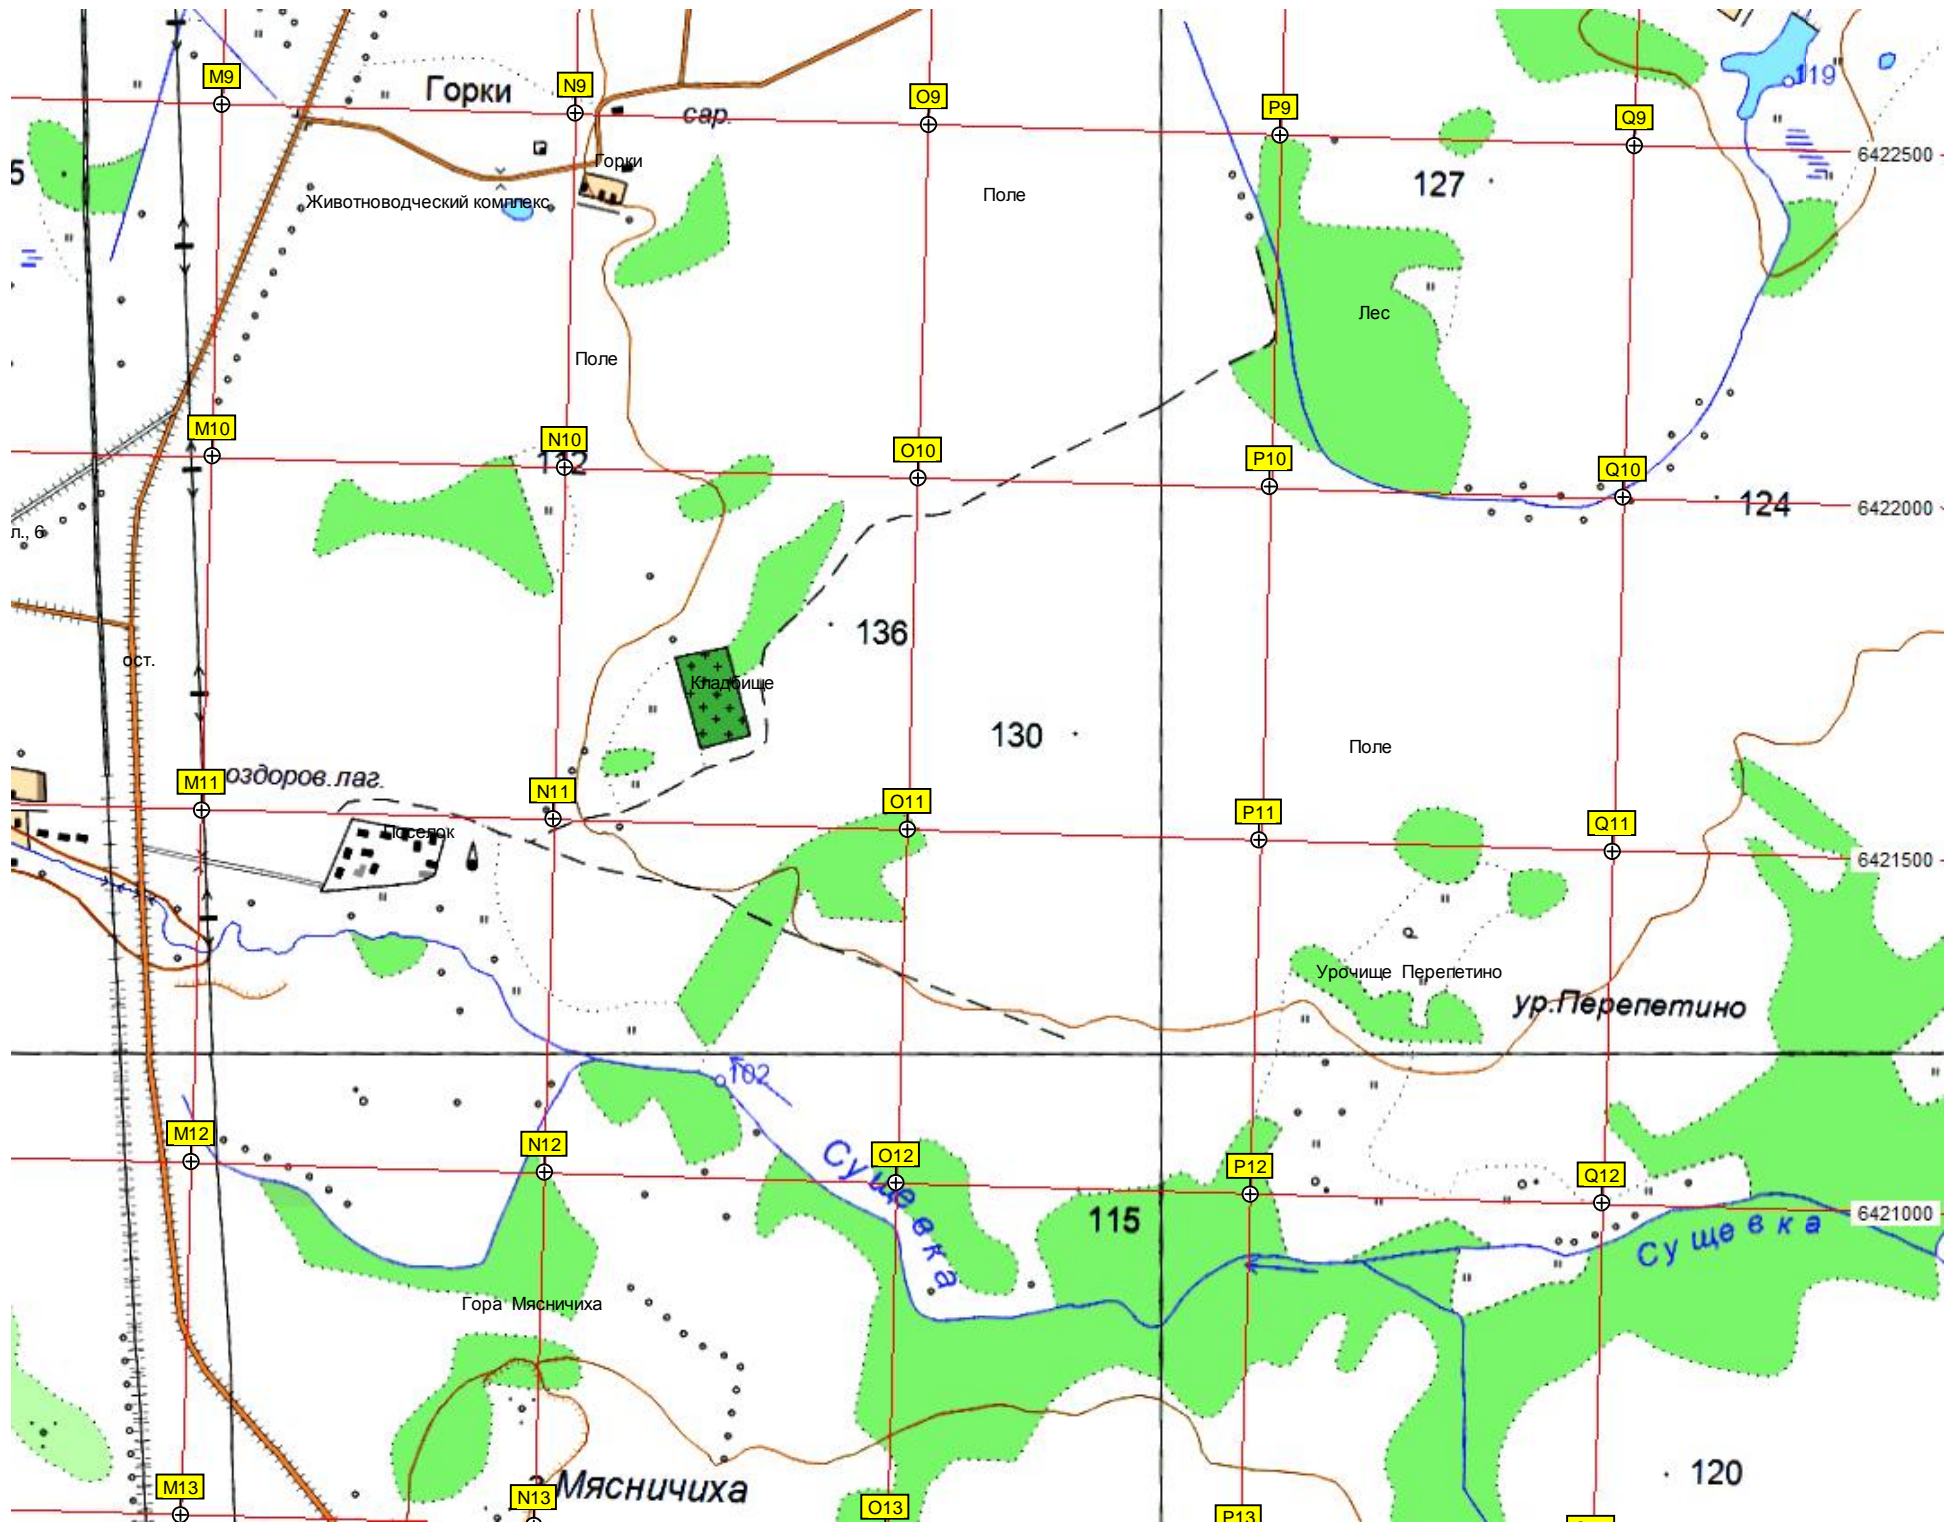 M9
Горки
N9
сар.
O9
P9
119
Q9
6422500
5
Горки
Животноводческий комплекс
Поле
127
Лес
Поле
M10
N10
112
O10
P10
Q10
124
6422000
л., 6
136
ост.
Кладбище
130
Поле
M11
оздоров.лаг.
N11
O11
P11
Q11
6421500
Поселок
Урочище Перепетино
ур.Перепетино
102
M12
N12
O12
Сущевка
P12
Q12
115
6421000
Сущевка
Гора Мясничиха
120
M13
N13
Мясничиха
O13
P13